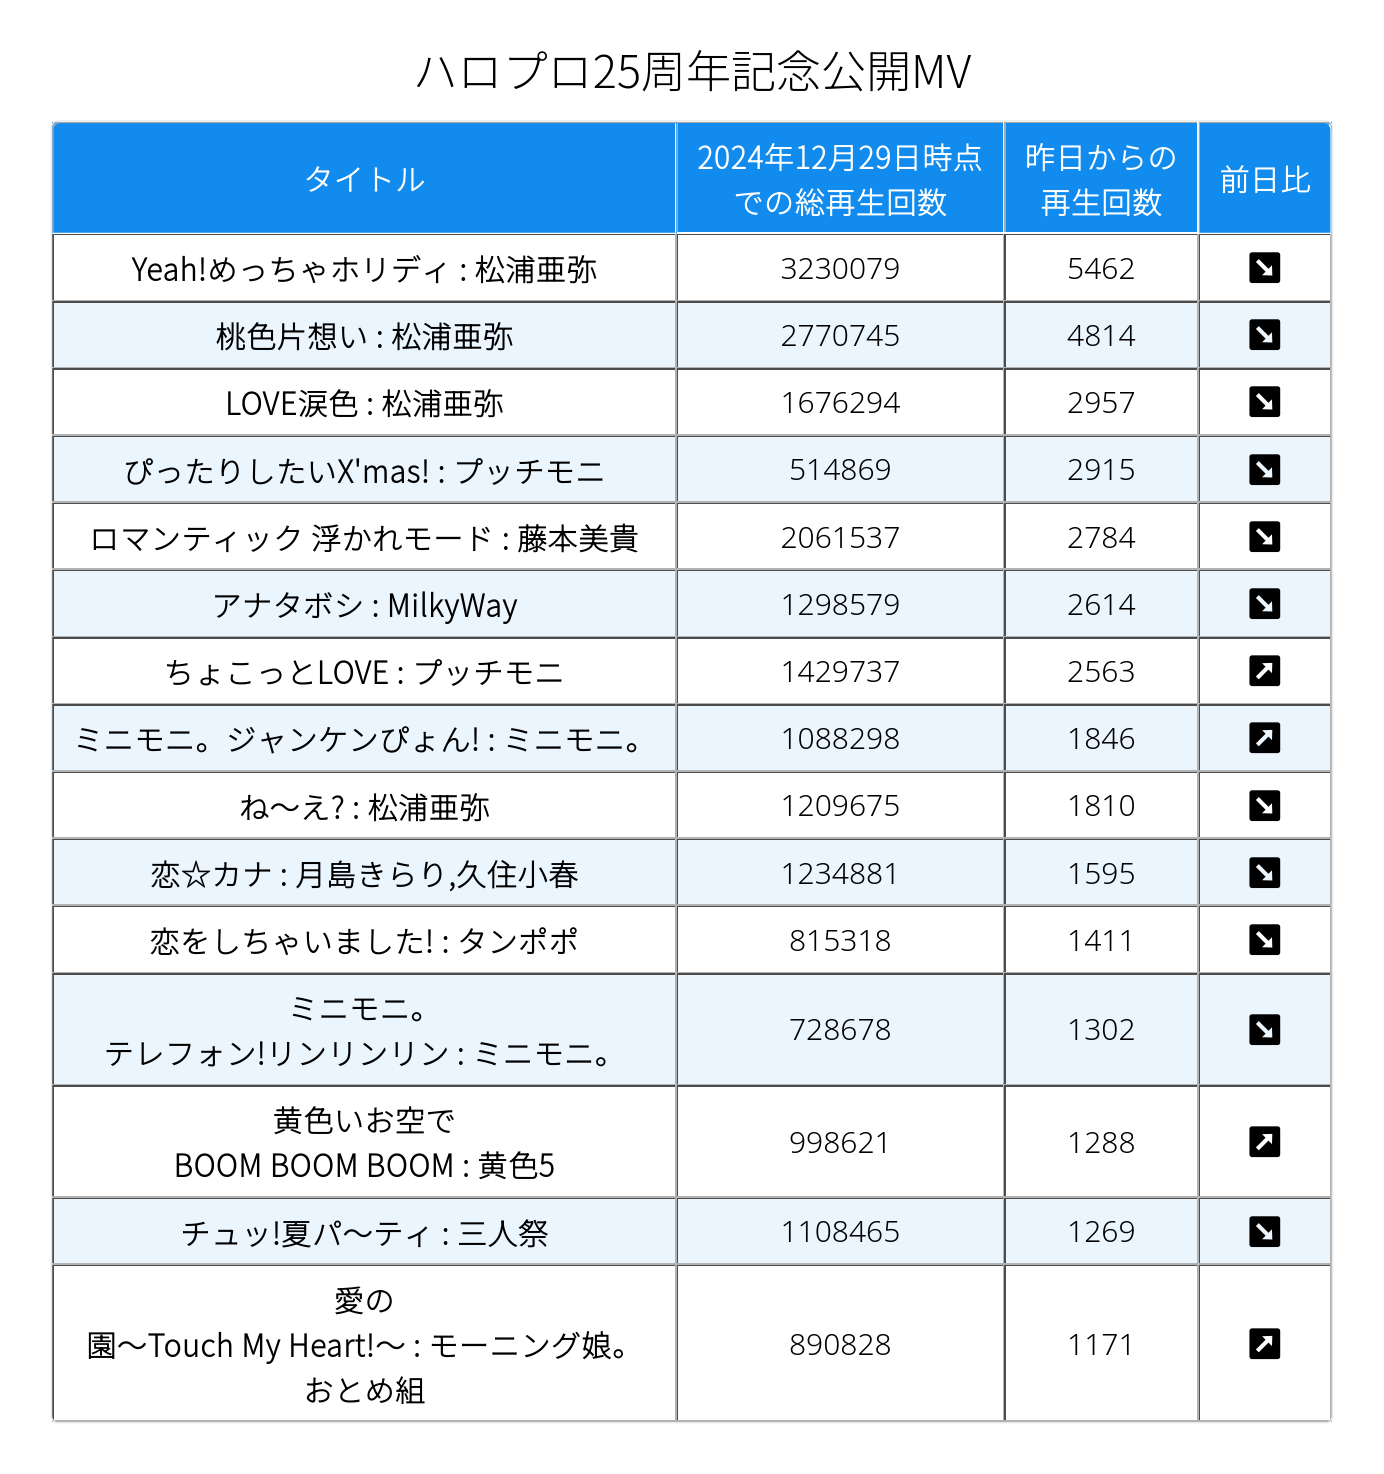 ハロプロ25周年記念公開MV
タイトル
2024年12月29日時点
での総再生回数
昨日からの
再生回数
前日比
Yeah!めっちゃホリディ : 松浦亜弥 3230079 5462 ↘
桃色片想い : 松浦亜弥 2770745 4814 ↘
LOVE涙色 : 松浦亜弥 1676294 2957 ↘
ぴったりしたいX'mas! : プッチモニ 514869 2915 ↘
ロマンティック 浮かれモード : 藤本美貴 2061537 2784 ↘
アナタボシ : MilkyWay 1298579 2614 ↘
ちょこっとLOVE : プッチモニ 1429737 2563 ↗
ミニモニ。ジャンケンぴょん! : ミニモニ。 1088298 1846 ↗
ね～え? : 松浦亜弥 1209675 1810 ↘
恋☆カナ : 月島きらり,久住小春 1234881 1595 ↘
恋をしちゃいました! : タンポポ 815318 1411 ↘
ミニモニ。
テレフォン!リンリンリン : ミニモニ。 728678 1302 ↘
黄色いお空で
BOOM BOOM BOOM : 黄色5 998621 1288 ↗
チュッ!夏パ～ティ : 三人祭 1108465 1269 ↘
愛の
園～Touch My Heart!～ : モーニング娘。 890828 1171 ↗
おとめ組